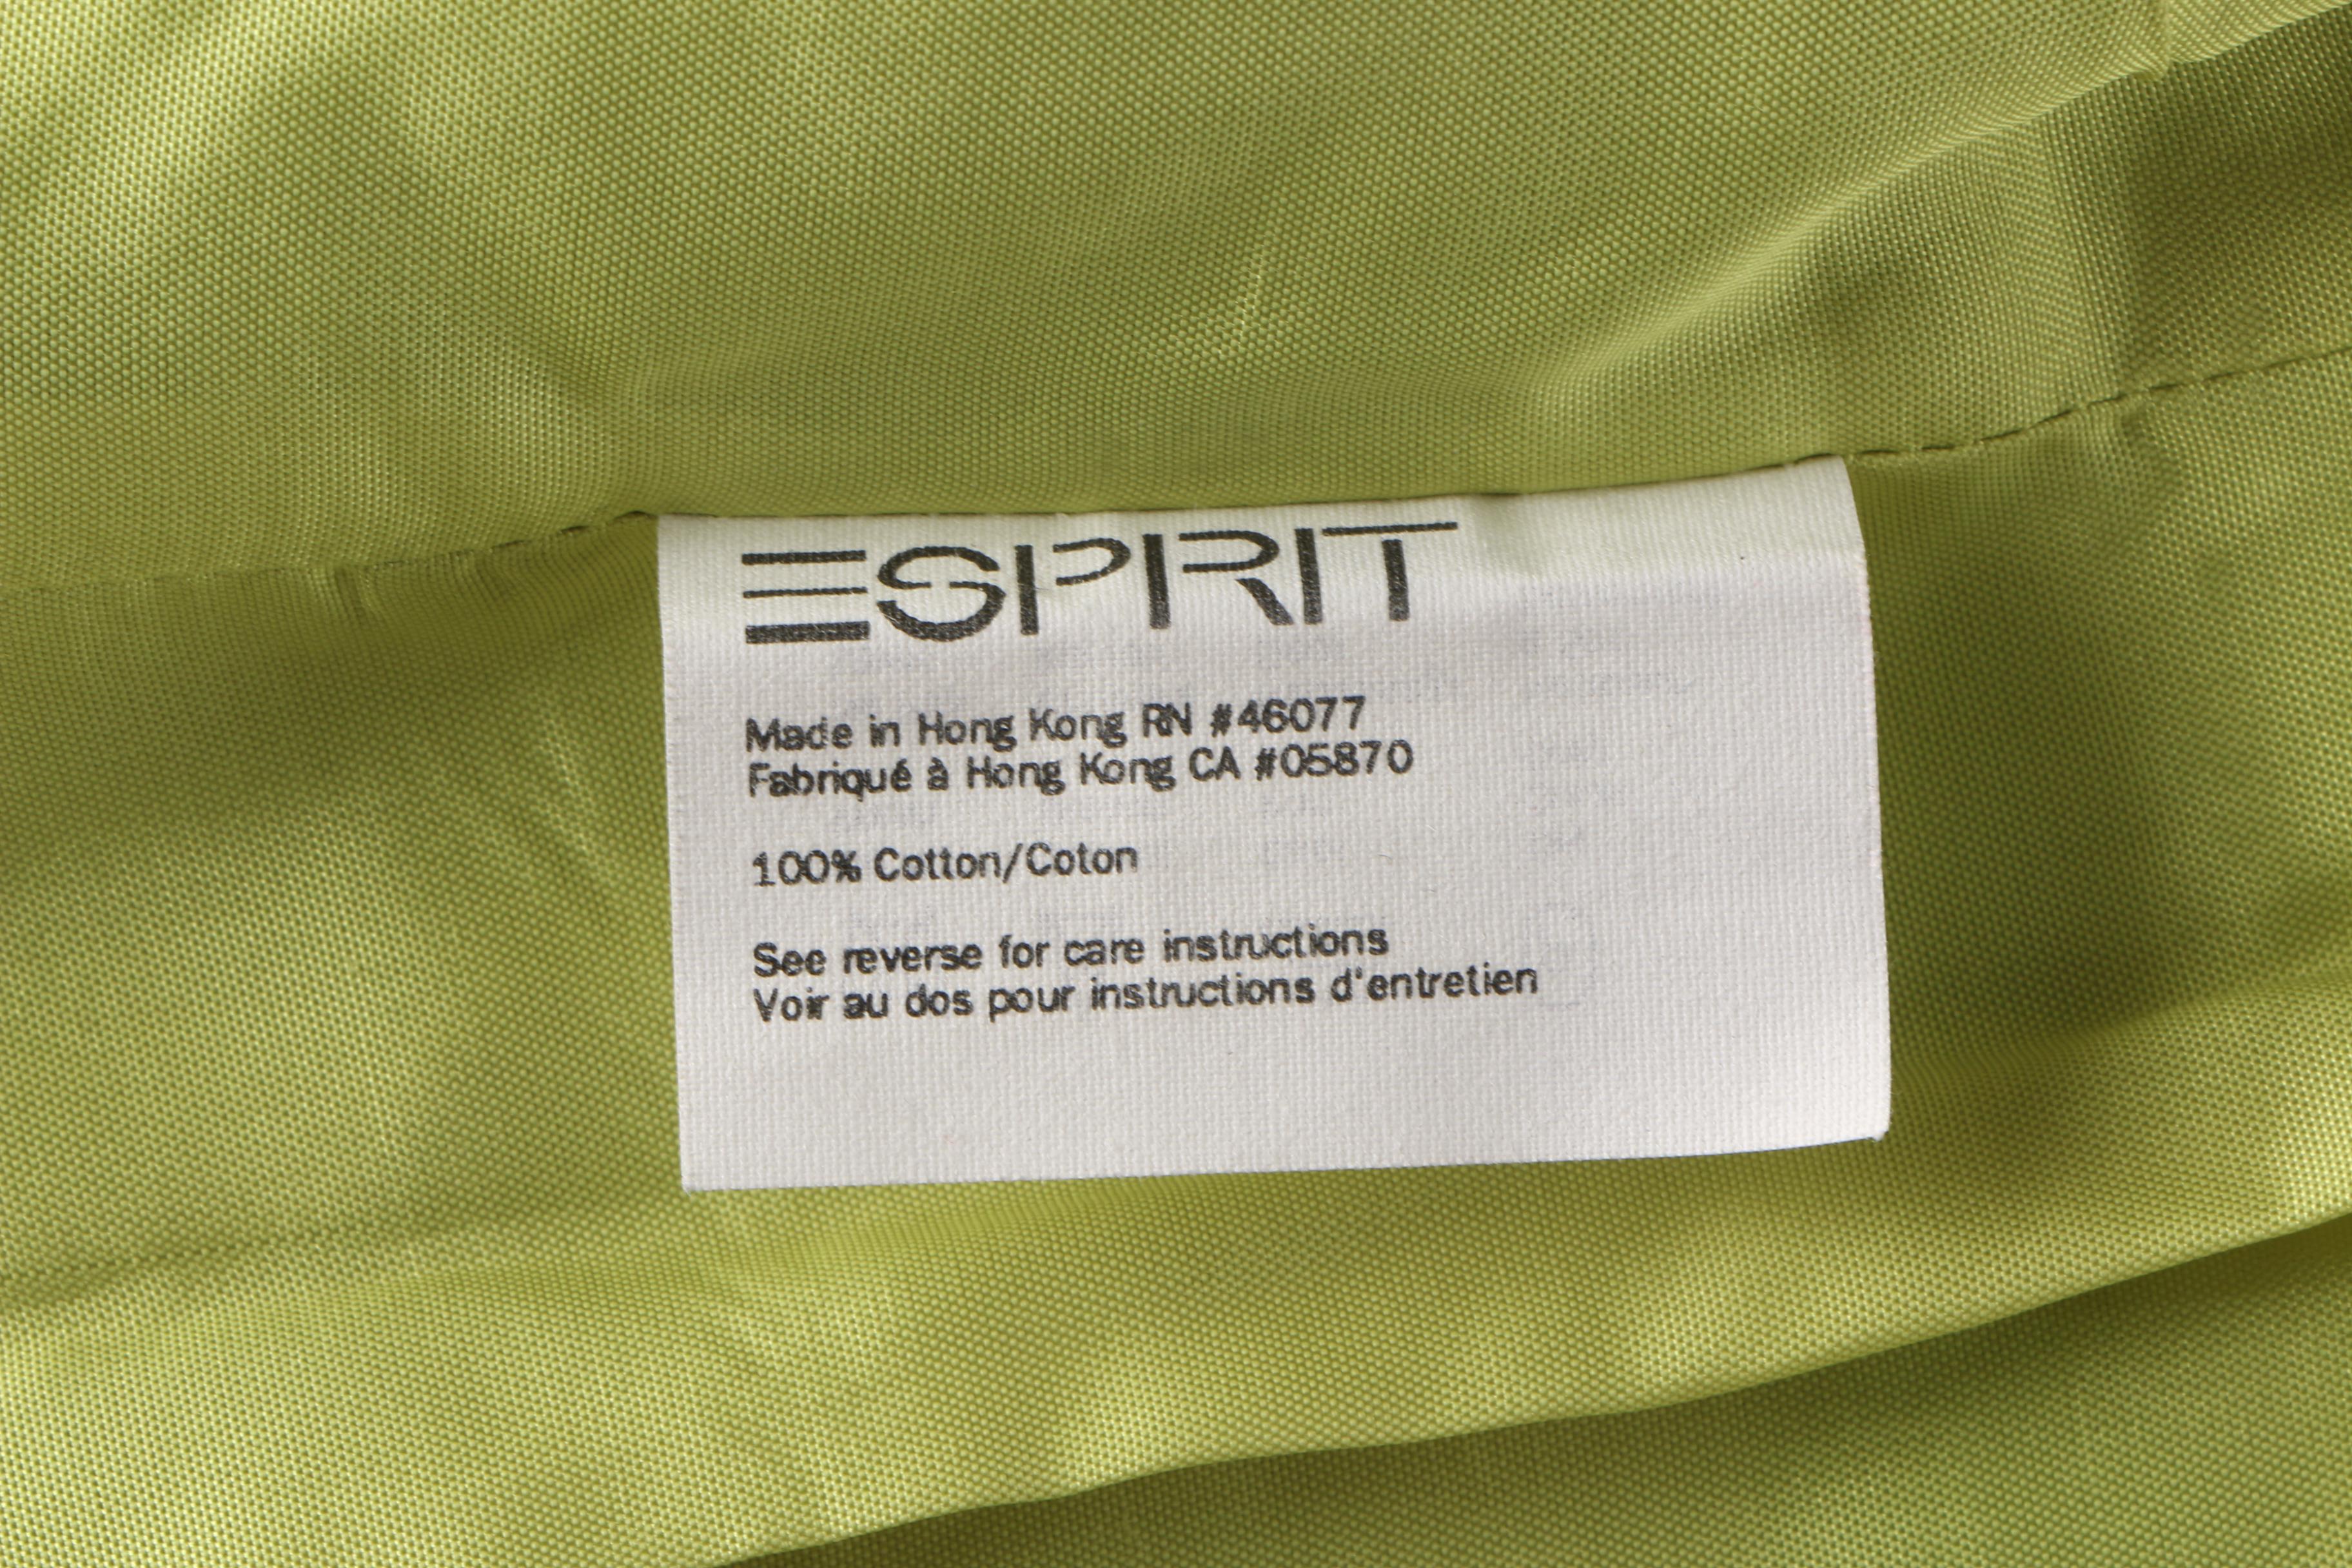 ESPRIT
Made in Hong Kong RN #46077
Fabriqué à Hong Kong CA #05870
100% Cotton/Coton
See reverse for care instructions
Voir au dos pour instructions d'entretien